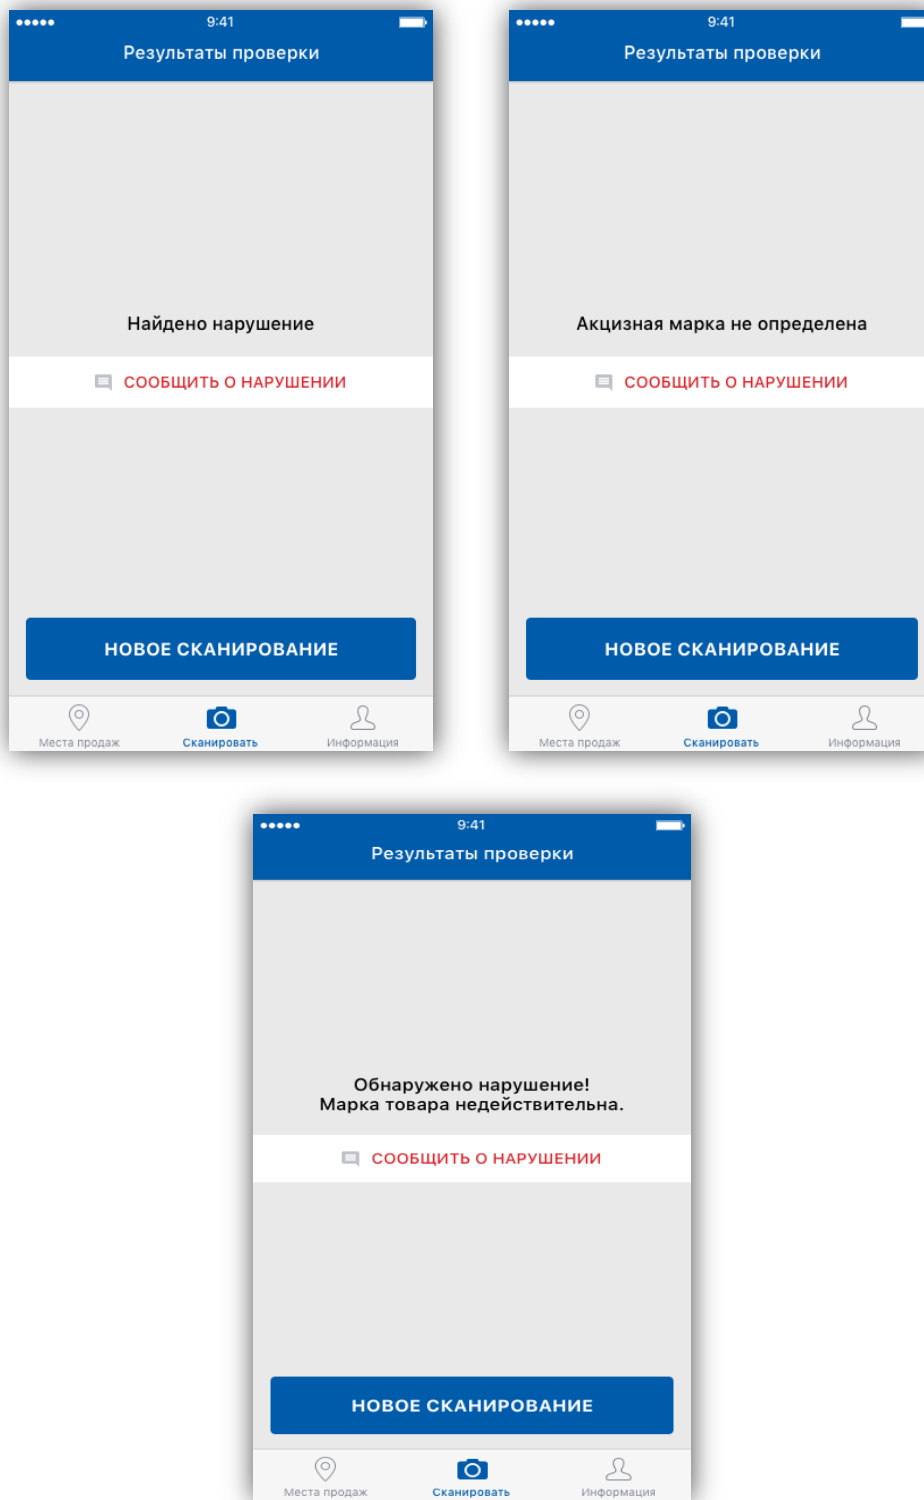 9:41
Результаты проверки
Найдено нарушение
СООБЩИТЬ О НАРУШЕНИИ
НОВОЕ СКАНИРОВАНИЕ
Места продаж
Сканировать
Информация
9:41
Результаты проверки
Акцизная марка не определена
СООБЩИТЬ О НАРУШЕНИИ
НОВОЕ СКАНИРОВАНИЕ
Места продаж
Сканировать
Информация
9:41
Результаты проверки
Обнаружено нарушение!
Марка товара недействительна.
СООБЩИТЬ О НАРУШЕНИИ
НОВОЕ СКАНИРОВАНИЕ
Места продаж
Сканировать
Информация